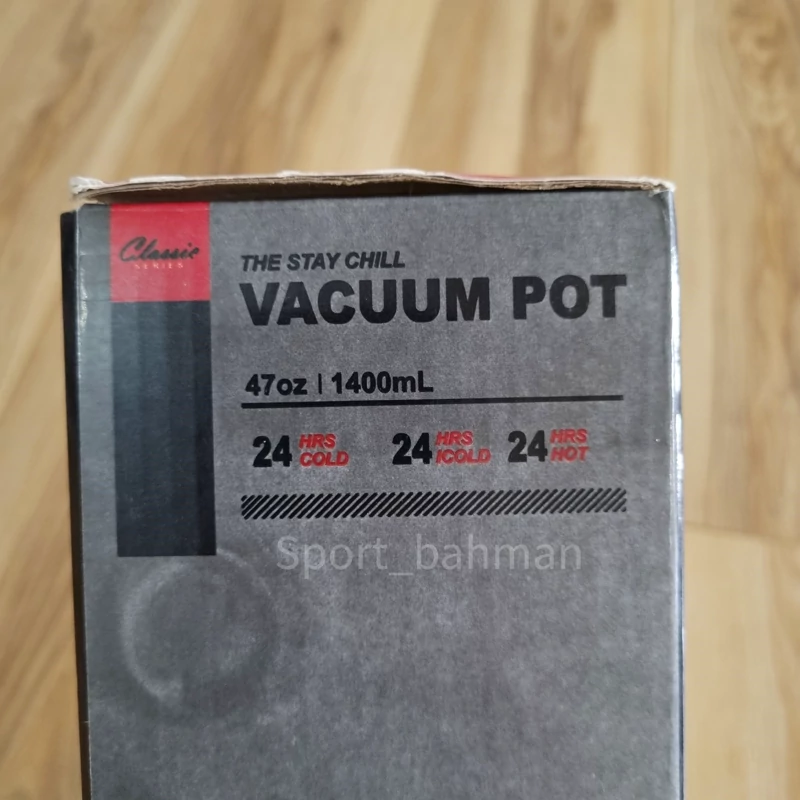 Classic
SERIES
THE STAY CHILL
VACUUM POT
47oz | 1400mL
24 HRS COLD
24 HRS ICOLD
24 HRS HOT
Sport_bahman